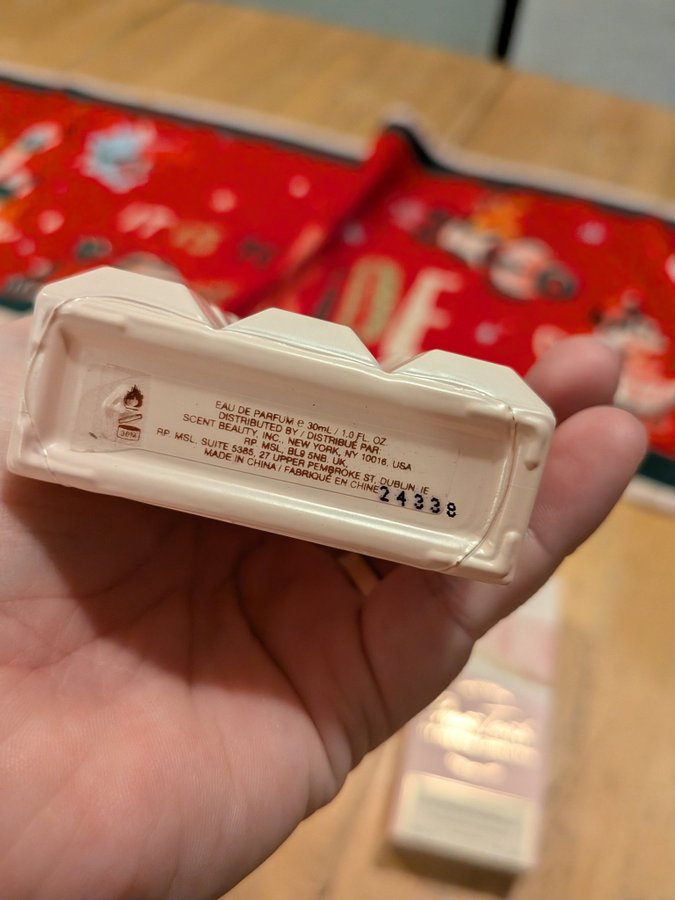 EAU DE PARFUM e 30mL / 1.0 FL. OZ.
DISTRIBUTED BY / DISTRIBUÉ PAR:
SCENT BEAUTY, INC., NEW YORK, NY 10016, USA
RP MSL, BL9 5NB, UK,
RP MSL, SUITE 5365, 27 UPPER PEMBROKE ST, DUBLIN, IE
MADE IN CHINA / FABRIQUÉ EN CHINE
24338
36M